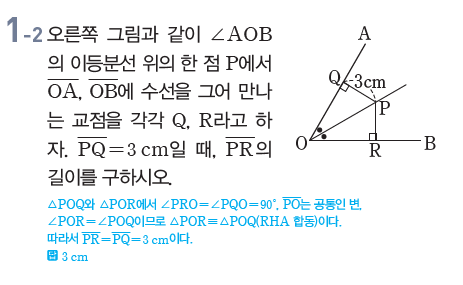 1-2 오른쪽 그림과 같이 ∠AOB
의 이등분선 위의 한 점 P에서
OA, OB에 수선을 그어 만나
는 교점을 각각 Q, R라고 하
자. PQ=3 cm일 때, PR의
길이를 구하시오.
A
Q
3cm
P
O
R
B
△POQ와 △POR에서 ∠PRO=∠PQO=90°, PO는 공통인 변,
∠POR=∠POQ이므로 △POR≡△POQ(RHA 합동)이다.
따라서 PR=PQ=3 cm이다.
답 3 cm